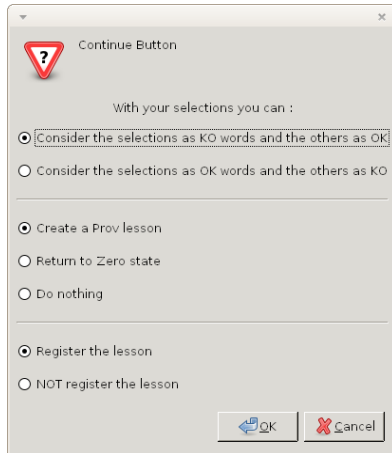 Continue Button
With your selections you can :
Consider the selections as KO words and the others as OK
Consider the selections as OK words and the others as KO
Create a Prov lesson
Return to Zero state
Do nothing
Register the lesson
NOT register the lesson
OK
Cancel